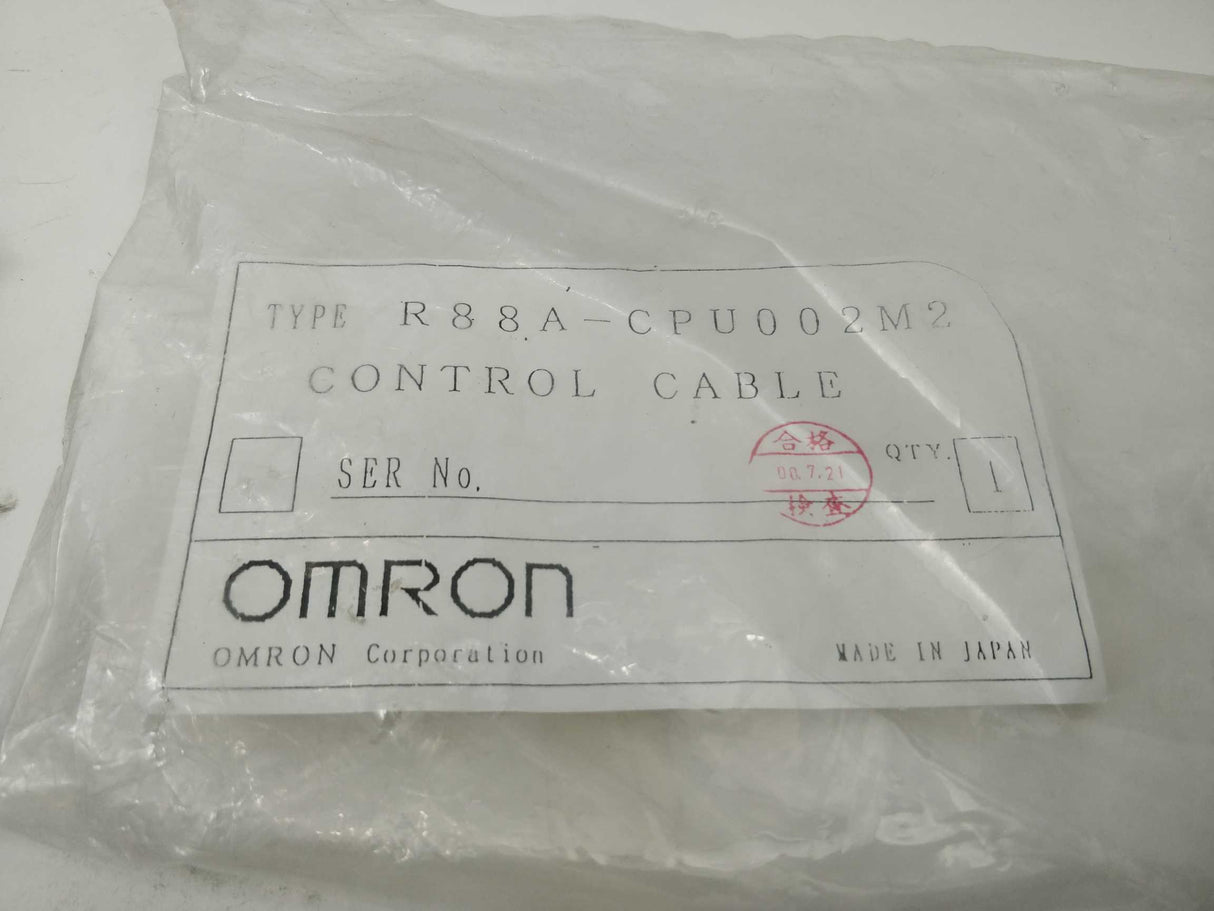 TYPE R88A-CPU002M2
CONTROL CABLE
SER No.
合格
00.7.21
検査
QTY.
1
OMRON
OMRON Corporation
MADE IN JAPAN